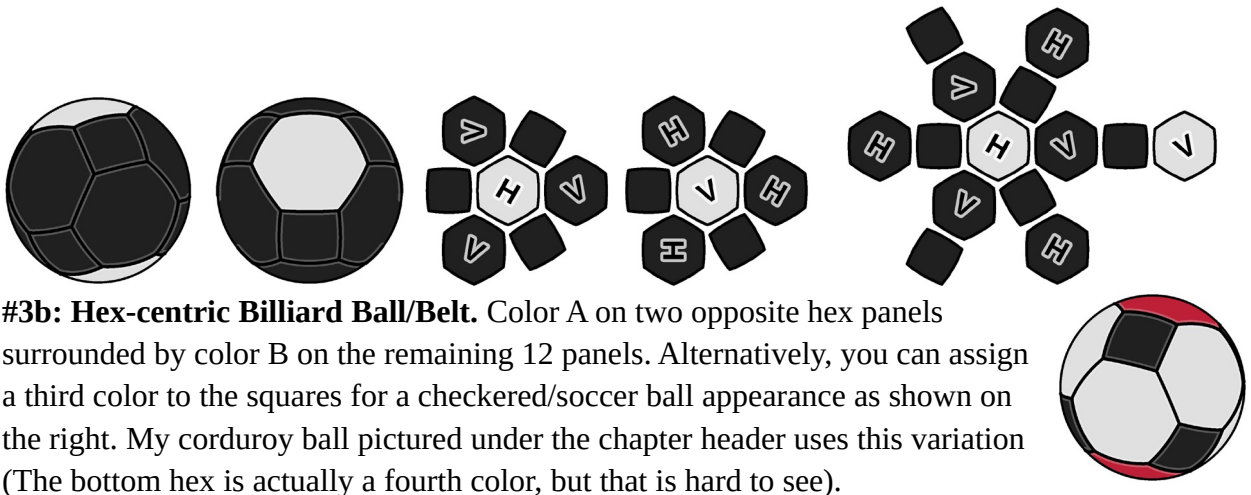 H
H
V
V
V
H
V
V
H
V
V
H
V
H
H
H
V
V
H
#3b: Hex-centric Billiard Ball/Belt. Color A on two opposite hex panels
surrounded by color B on the remaining 12 panels. Alternatively, you can assign
a third color to the squares for a checkered/soccer ball appearance as shown on
the right. My corduroy ball pictured under the chapter header uses this variation
(The bottom hex is actually a fourth color, but that is hard to see).